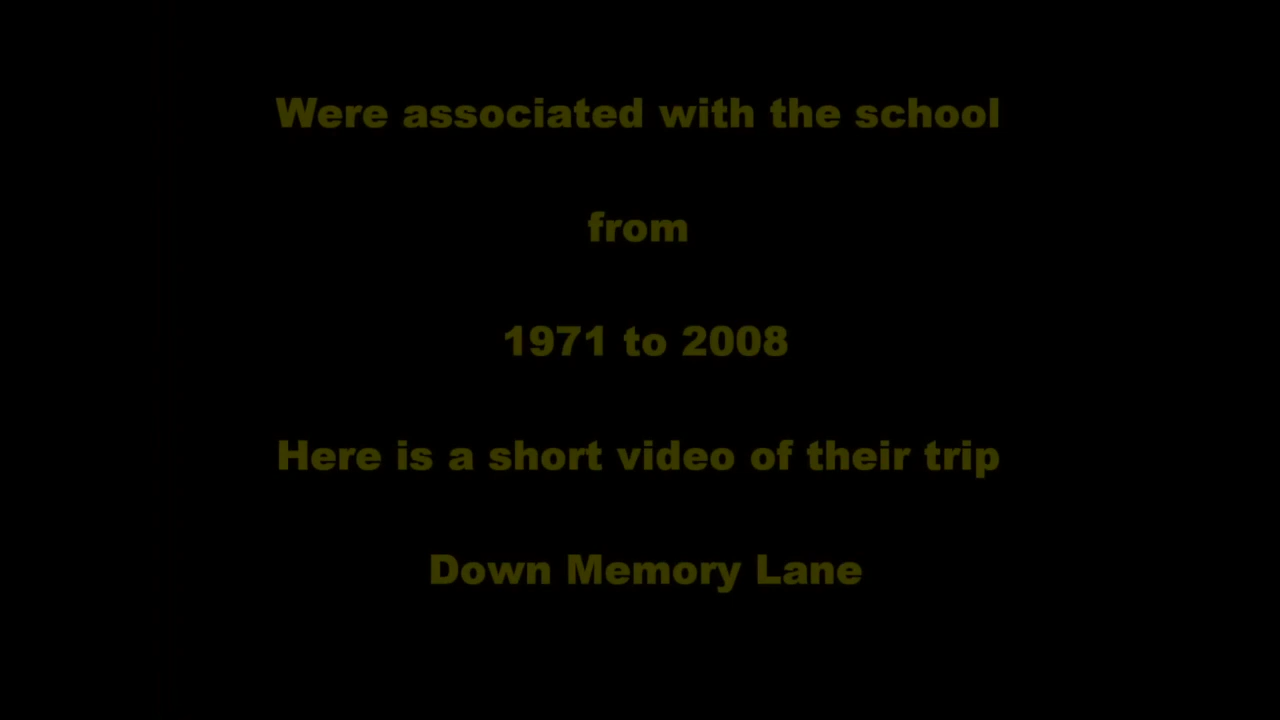 Were associated with the school
from
1971 to 2008
Here is a short video of their trip
Down Memory Lane